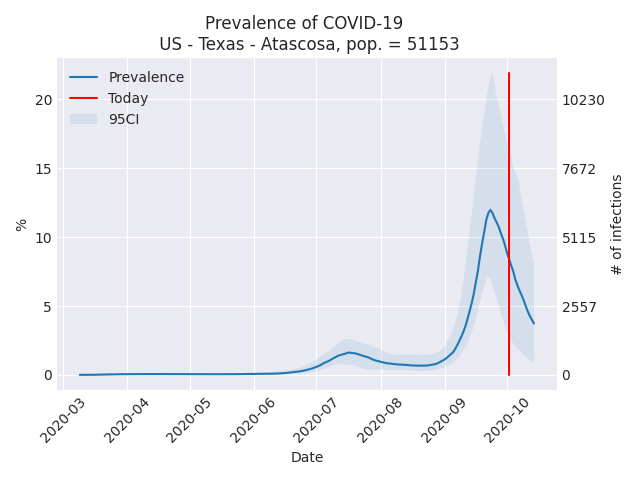 Prevalence of COVID-19
US - Texas - Atascosa, pop. = 51153
Prevalence
Today
95CI
20
15
10
5
0
%
10230
7672
5115
2557
0
# of infections
2020-03
2020-04
2020-05
2020-06
2020-07
2020-08
2020-09
2020-10
Date